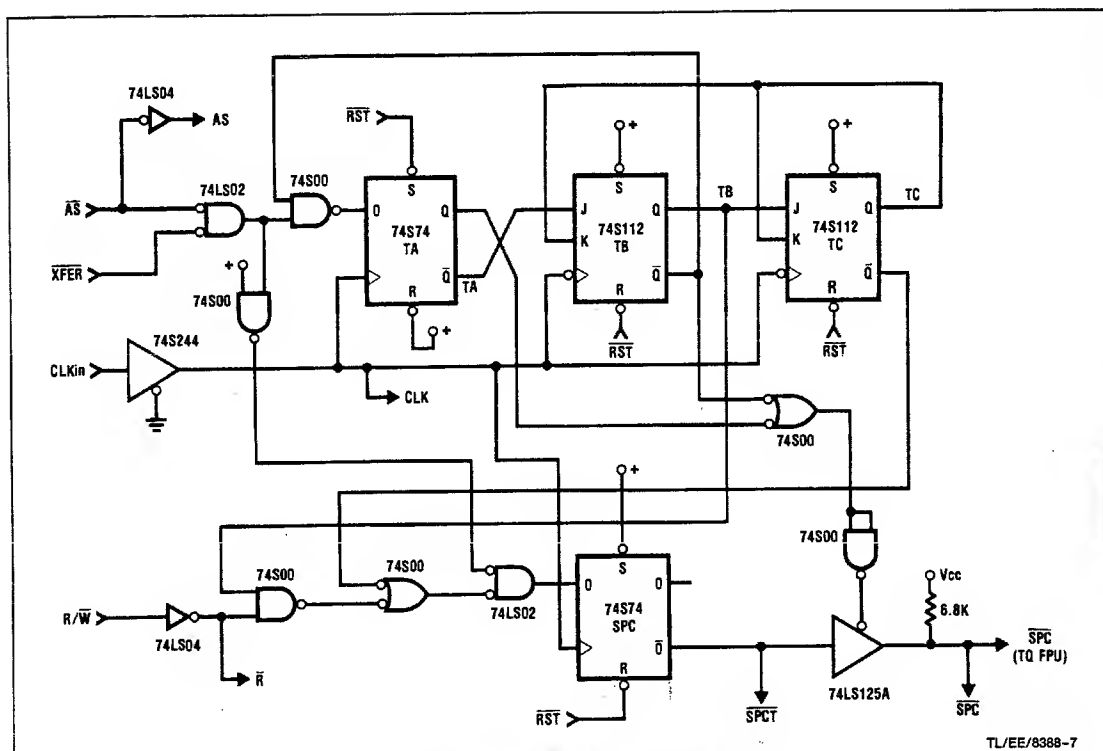 74LS04
AS
RST
+
+
74LS02
74S00
S
S
S
AS
O
Q
J
Q
TB
J
Q
TC
74S74
TA
74S112
TB
74S112
TC
K
K
XFER
+
Q
TA
Q
Q
R
R
R
74S00
+
RST
RST
74S244
CLKin
CLK
74S00
+
74S00
Vcc
74S00
74S00
S
6.8K
O
O
R/W
74LS02
74S74
SPC
SPC
(TO FPU)
74LS04
O
R
R
74LS125A
RST
SPCT
SPC
TL/EE/8388-7